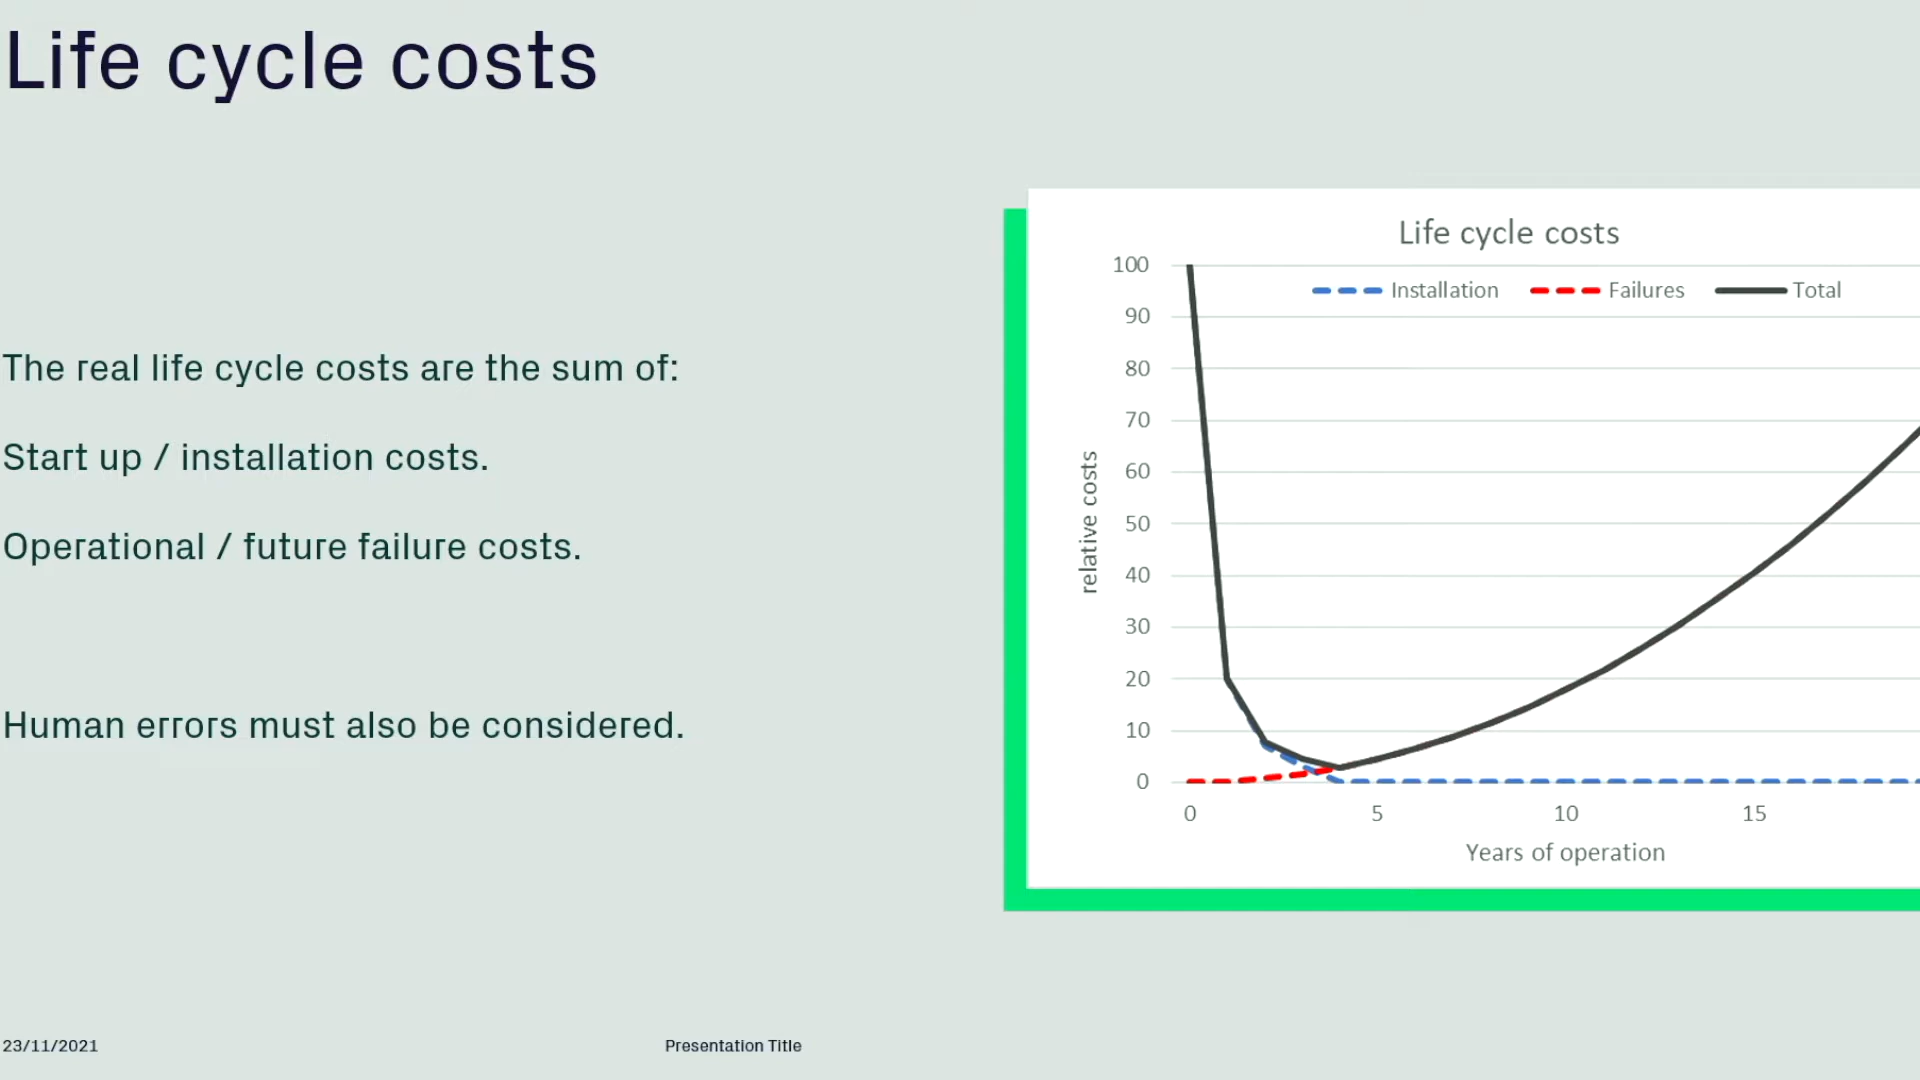 Life cycle costs
The real life cycle costs are the sum of:
Start up / installation costs.
Operational / future failure costs.
Human errors must also be considered.
Life cycle costs
Installation
Failures
Total
relative costs
100
90
80
70
60
50
40
30
20
10
0
0 5 10 15
Years of operation
23/11/2021
Presentation Title